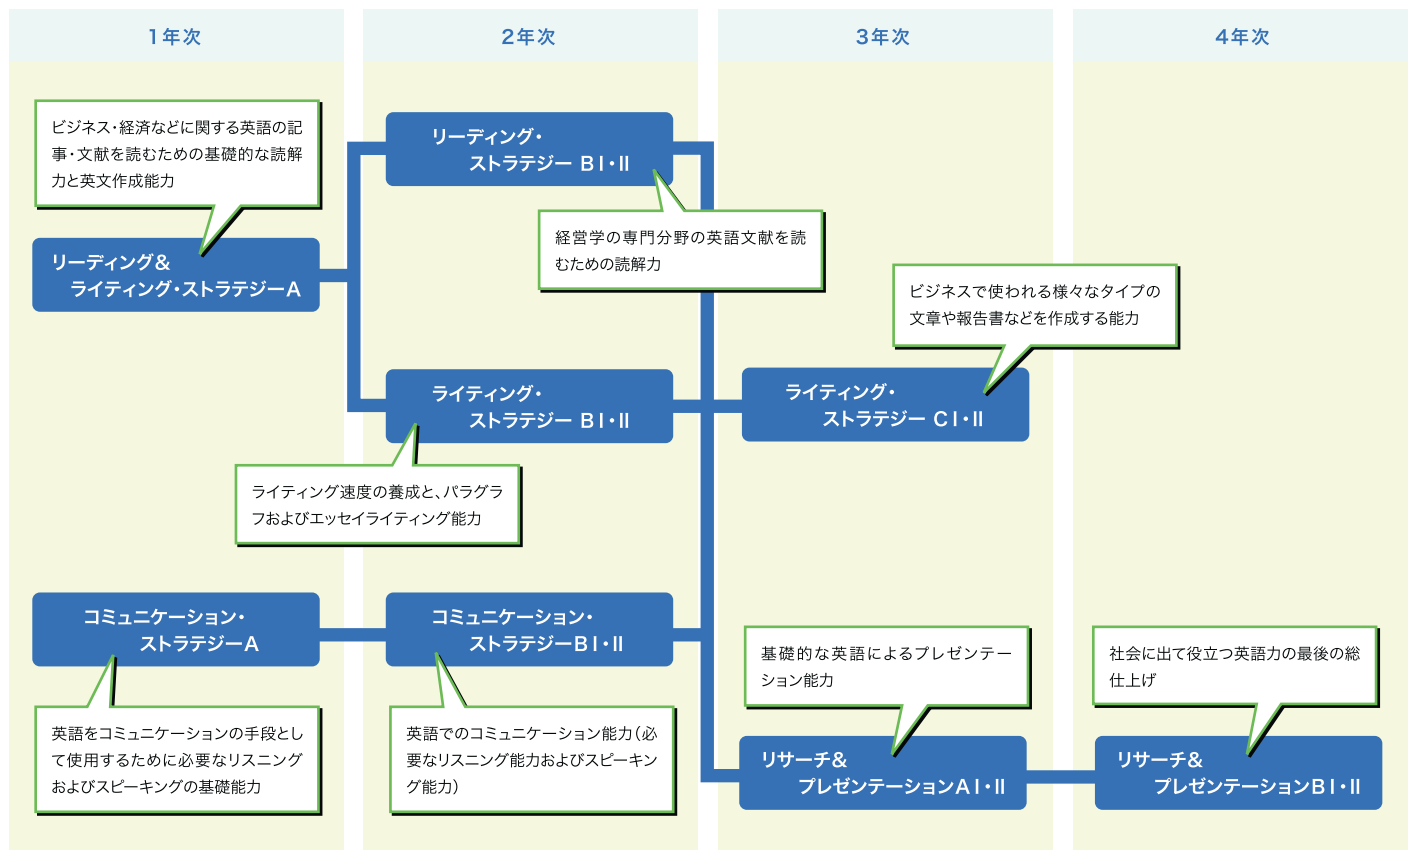 1年次
2年次
3年次
4年次
ビジネス・経済などに関する英語の記
事・文献を読むための基礎的な読解
力と英文作成能力
リーディング&
ライティング・ストラテジーA
コミュニケーション・
ストラテジーA
英語をコミュニケーションの手段とし
て使用するために必要なリスニング
およびスピーキングの基礎能力
リーディング・
ストラテジー BⅠ・Ⅱ
経営学の専門分野の英語文献を読
むための読解力
ライティング・
ストラテジー BⅠ・Ⅱ
ライティング速度の養成と、パラグラ
フおよびエッセイライティング能力
コミュニケーション・
ストラテジーBⅠ・Ⅱ
英語でのコミュニケーション能力（必
要なリスニング能力およびスピーキン
グ能力）
ビジネスで使われる様々なタイプの
文章や報告書などを作成する能力
ライティング・
ストラテジー CⅠ・Ⅱ
基礎的な英語によるプレゼンテー
ション能力
リサーチ&
プレゼンテーションAⅠ・Ⅱ
社会に出て役立つ英語力の最後の総
仕上げ
リサーチ&
プレゼンテーションBⅠ・Ⅱ